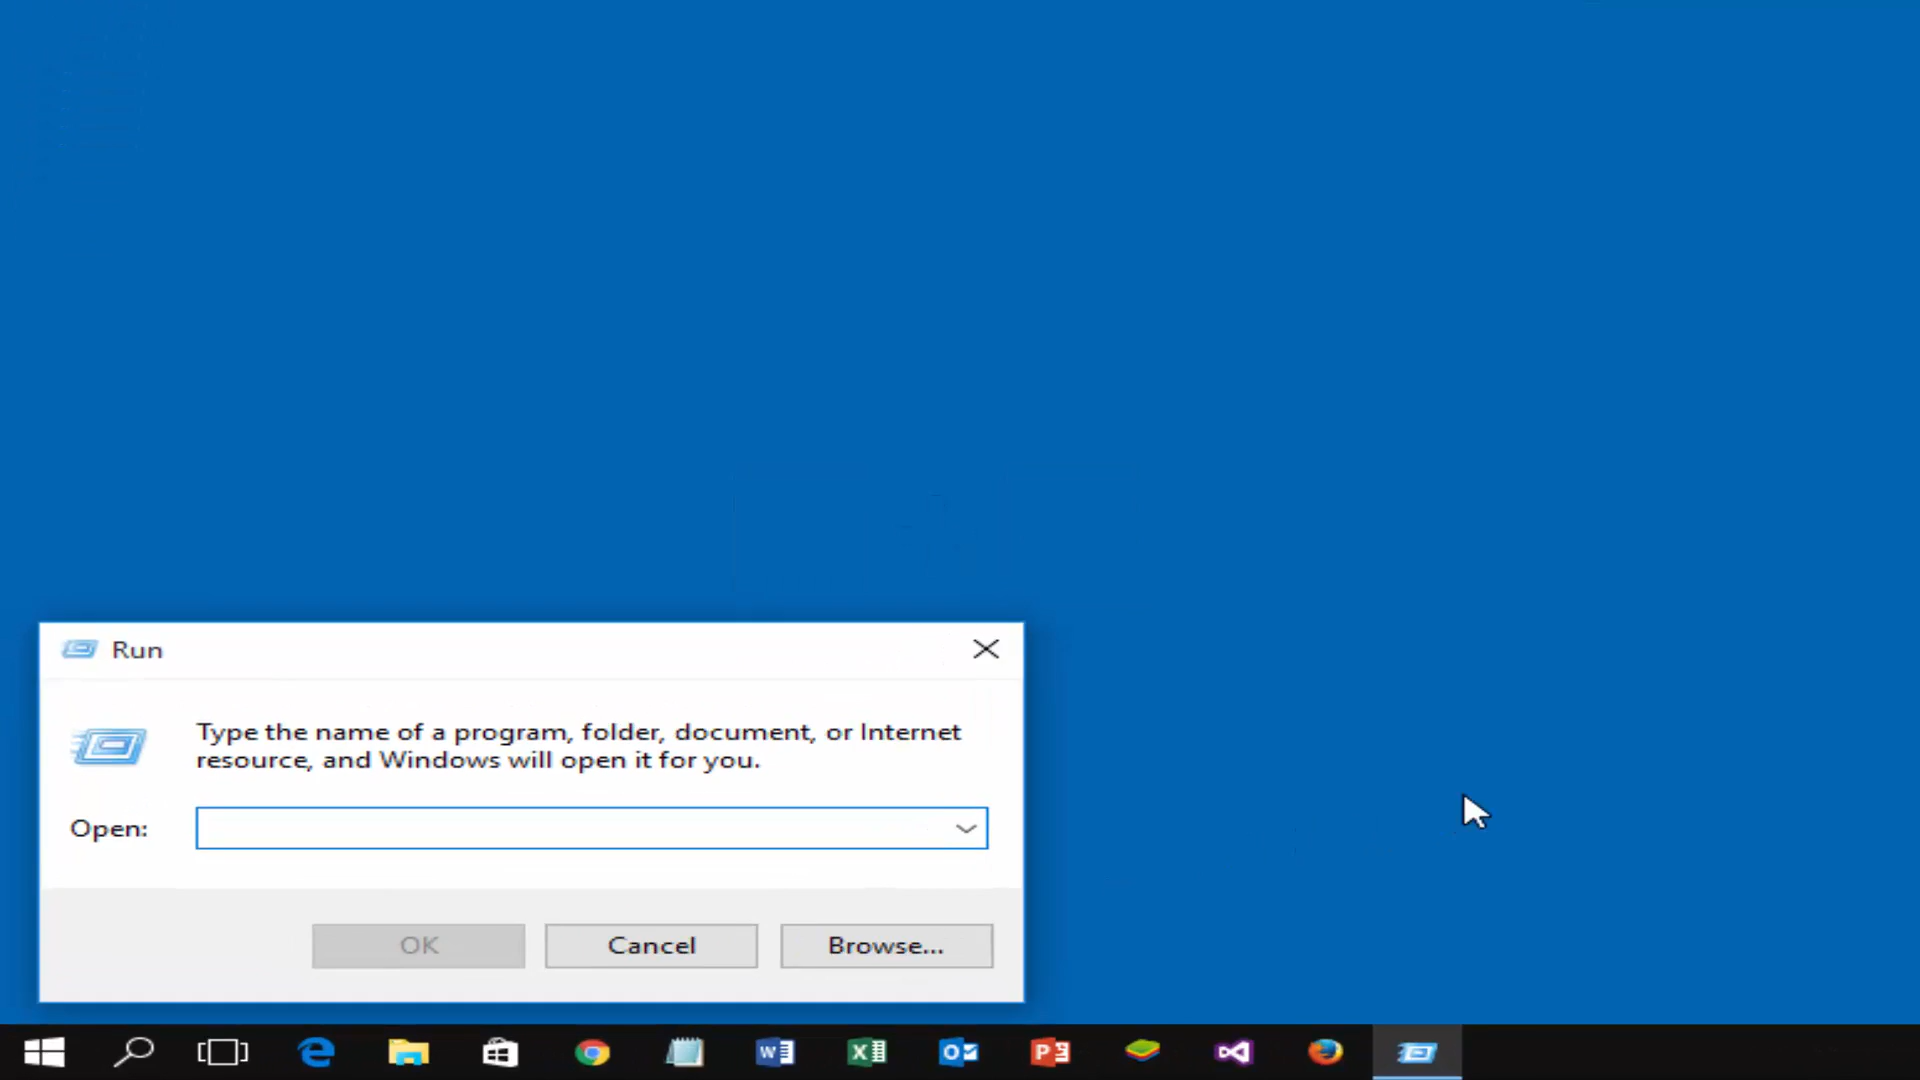 Run
Type the name of a program, folder, document, or Internet
resource, and Windows will open it for you.
Open:
OK
Cancel
Browse...